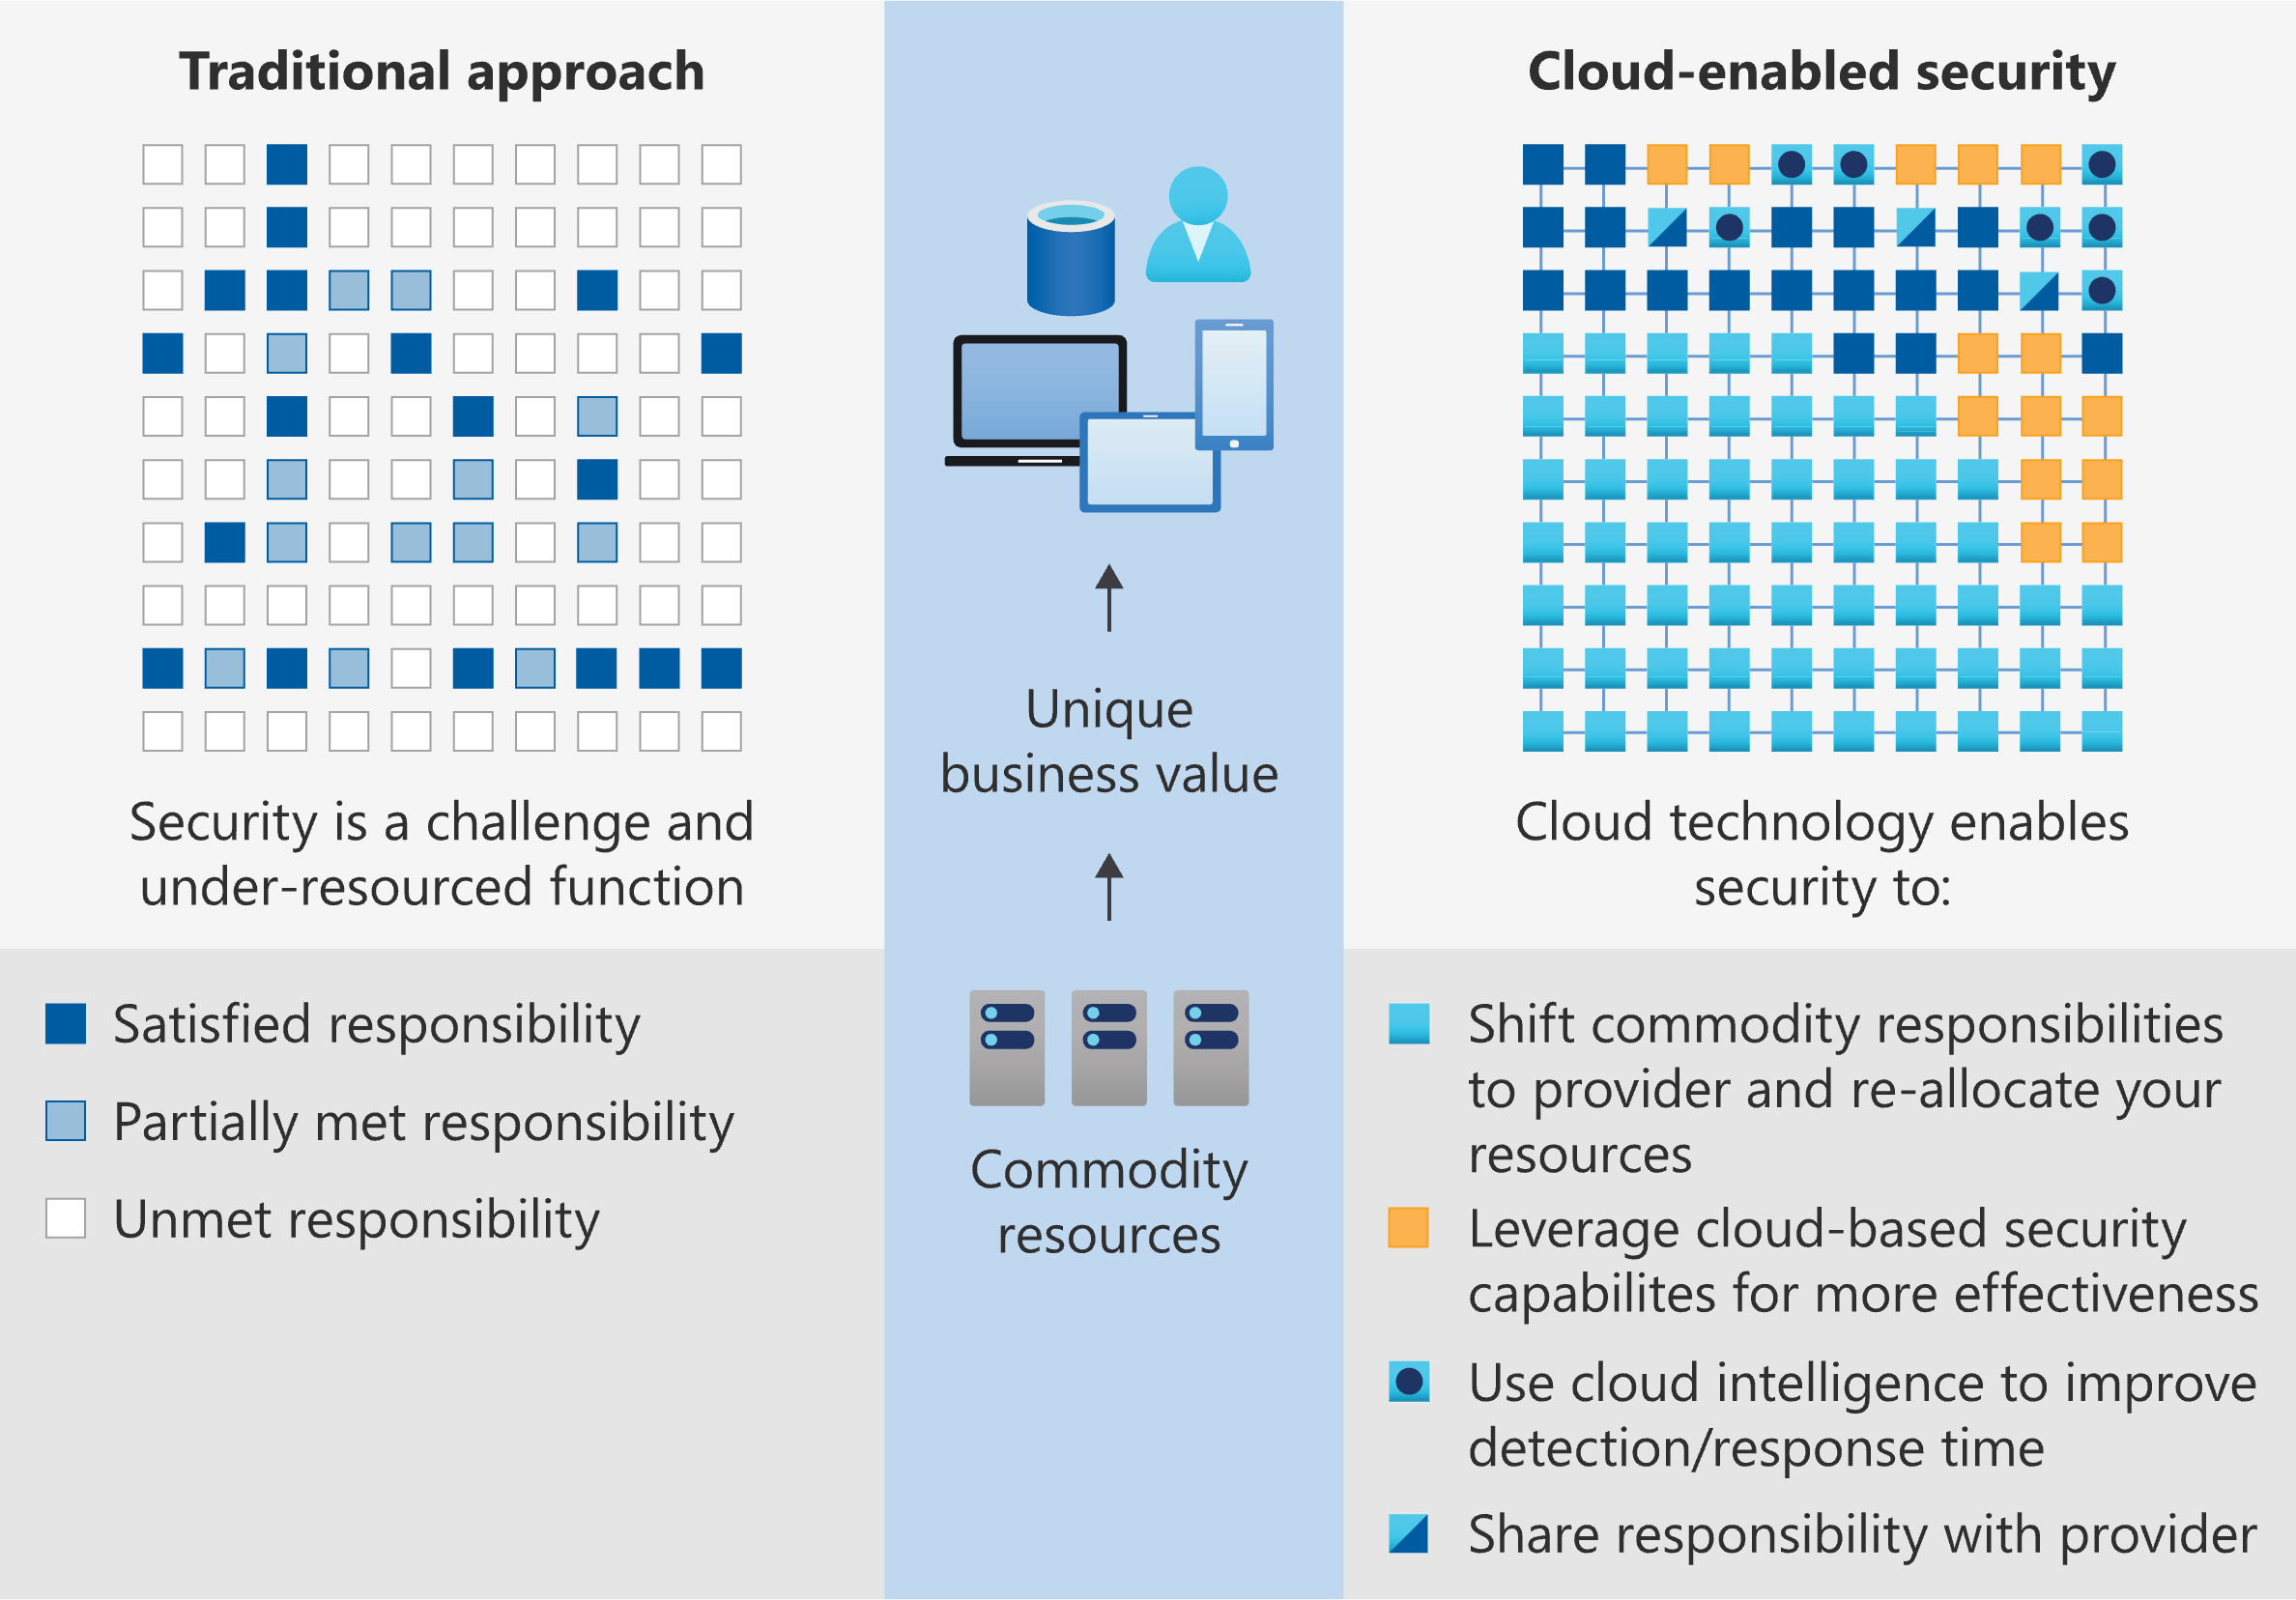 Traditional approach
Security is a challenge and
under-resourced function
Satisfied responsibility
Partially met responsibility
Unmet responsibility
Unique
business value
Commodity
resources
Cloud-enabled security
Cloud technology enables
security to:
Shift commodity responsibilities
to provider and re-allocate your
resources
Leverage cloud-based security
capabilites for more effectiveness
Use cloud intelligence to improve
detection/response time
Share responsibility with provider